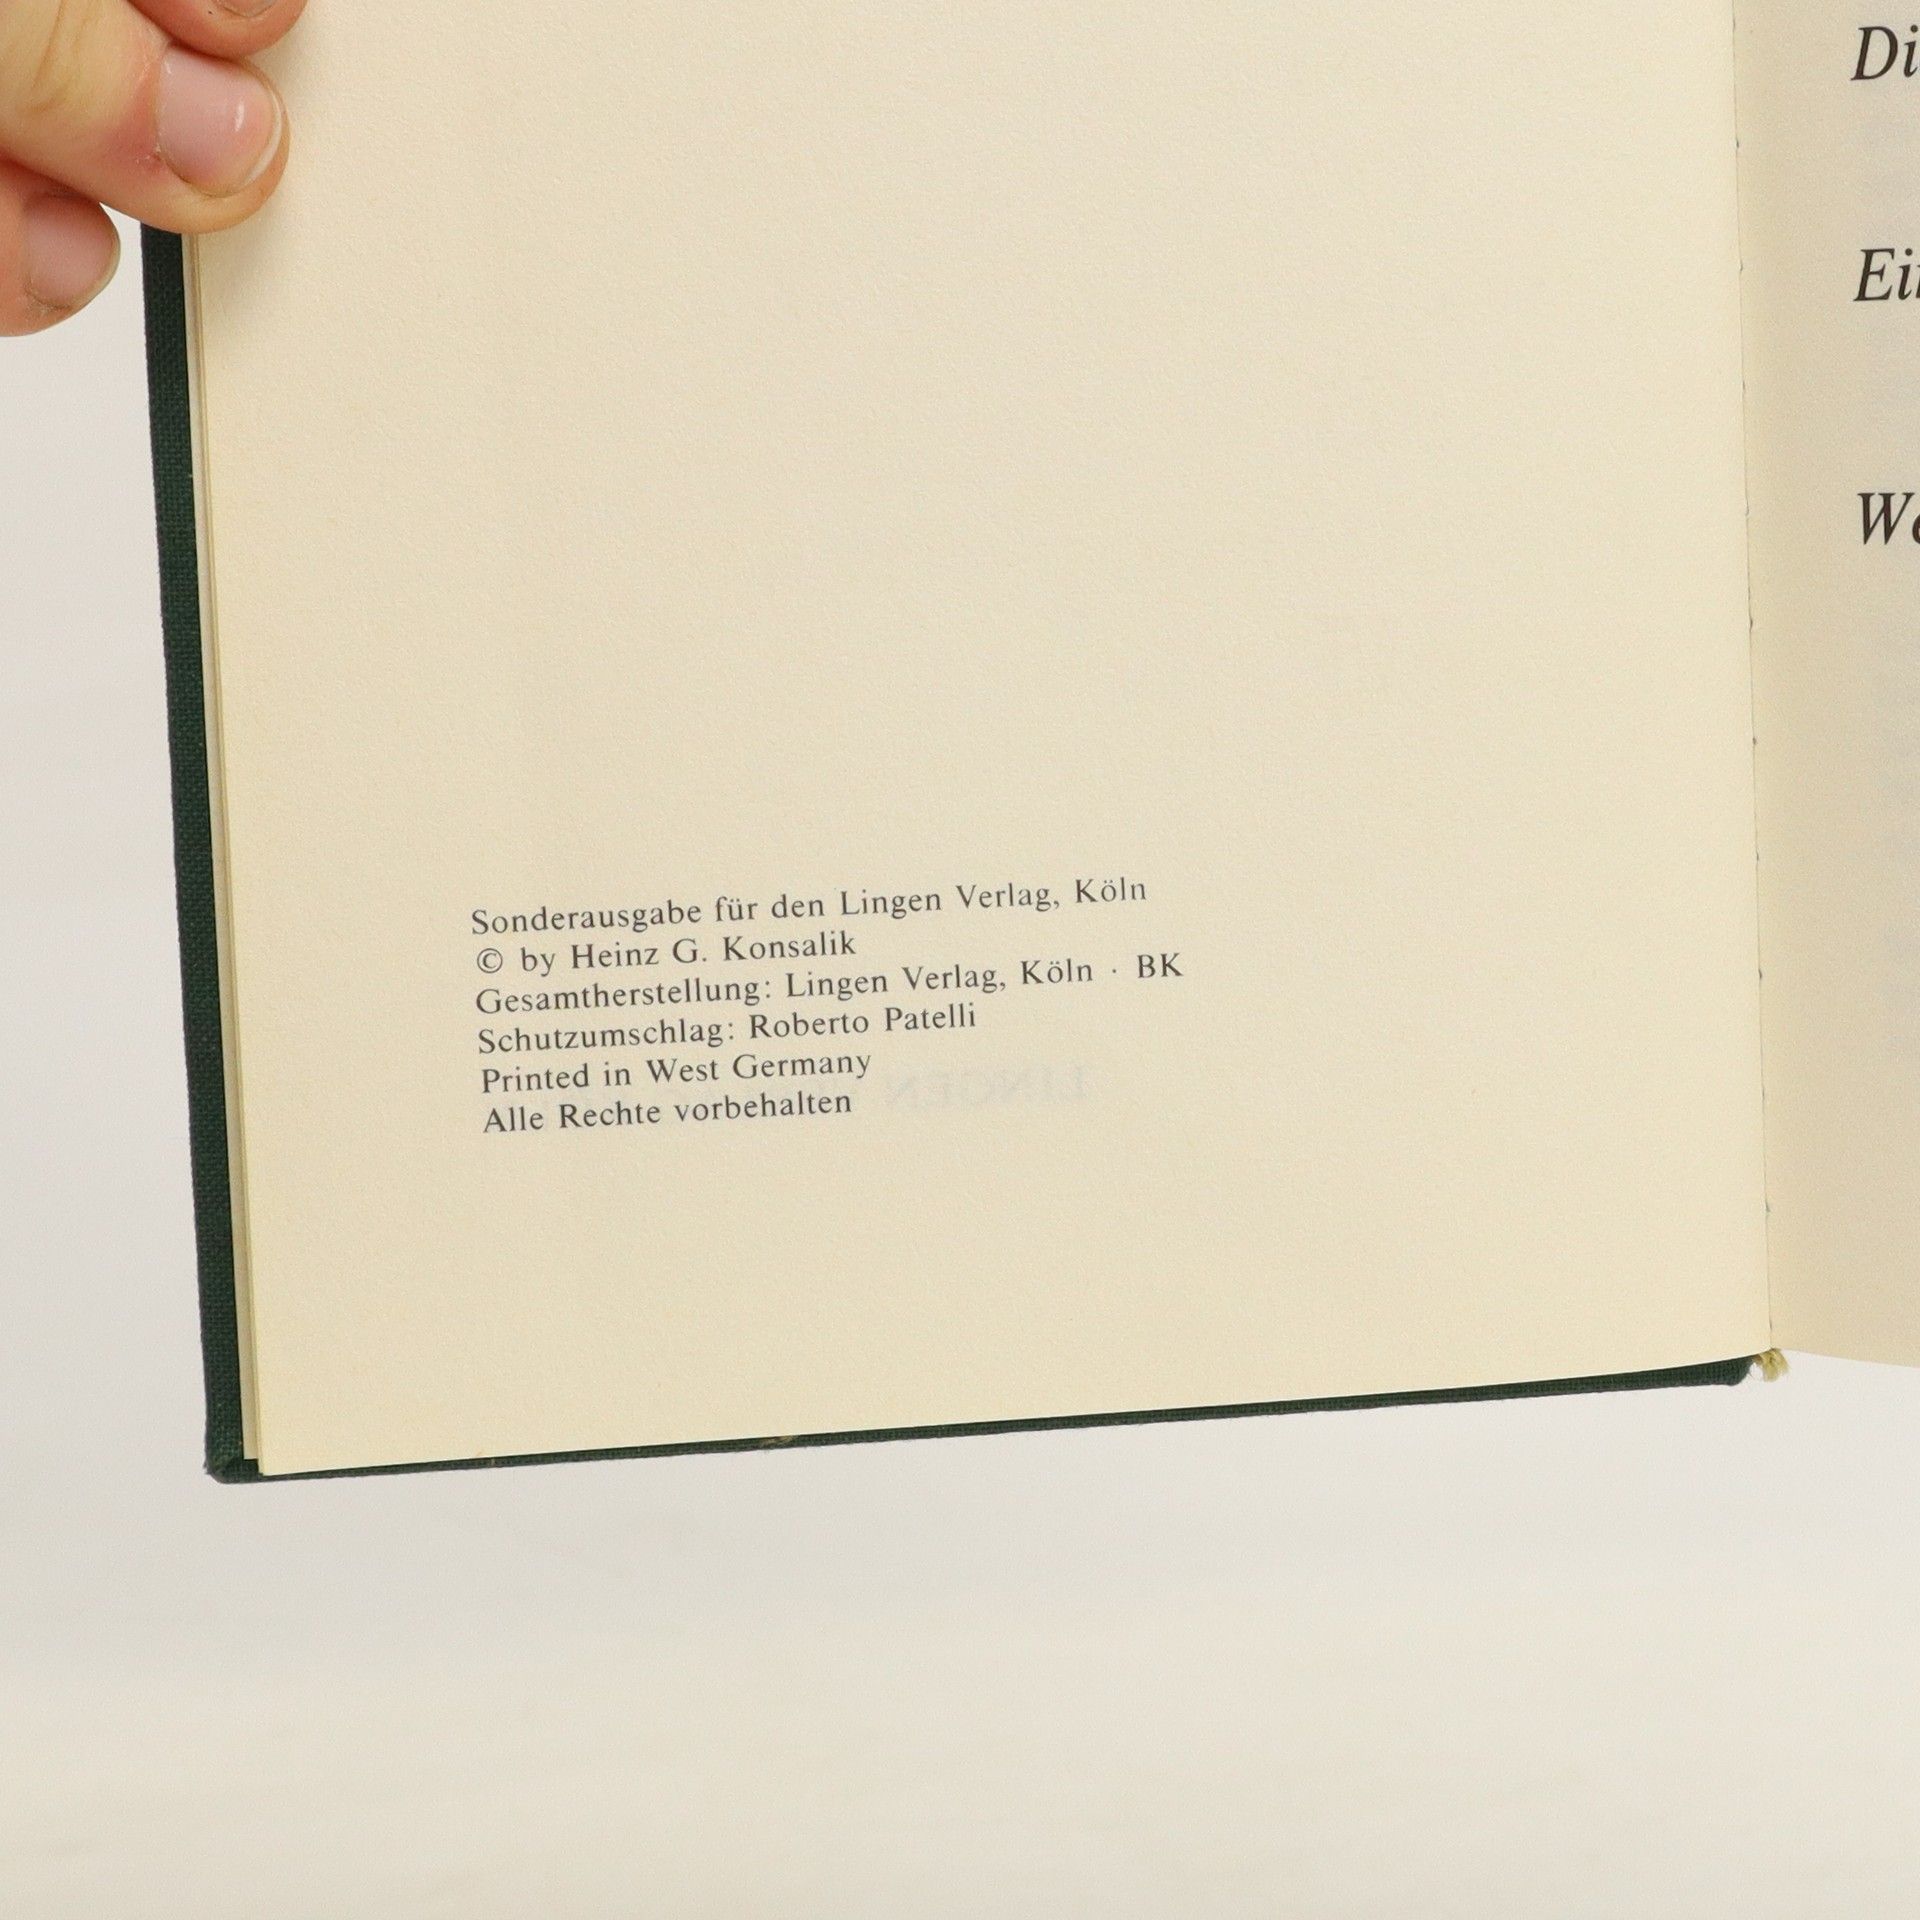 Sonderausgabe für den Lingen Verlag, Köln
© by Heinz G. Konsalik
Gesamtherstellung: Lingen Verlag, Köln · BK
Schutzumschlag: Roberto Patelli
Printed in West Germany
Alle Rechte vorbehalten